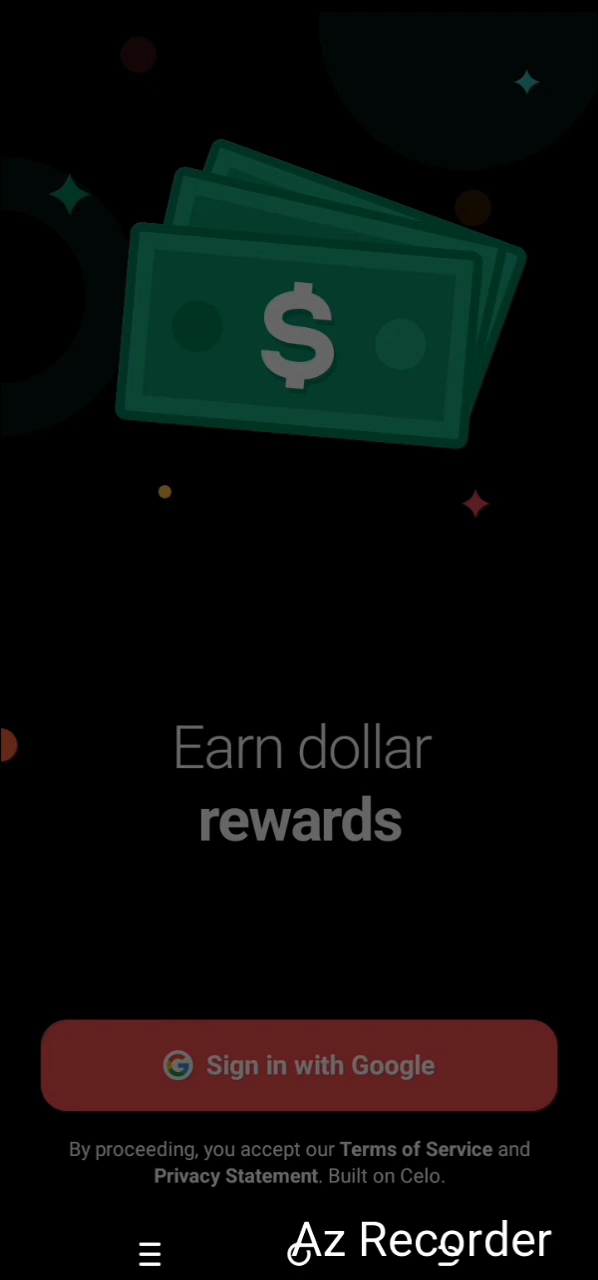 $
Earn dollar
rewards
Sign in with Google
By proceeding, you accept our Terms of Service and
Privacy Statement. Built on Celo.
Az Recorder